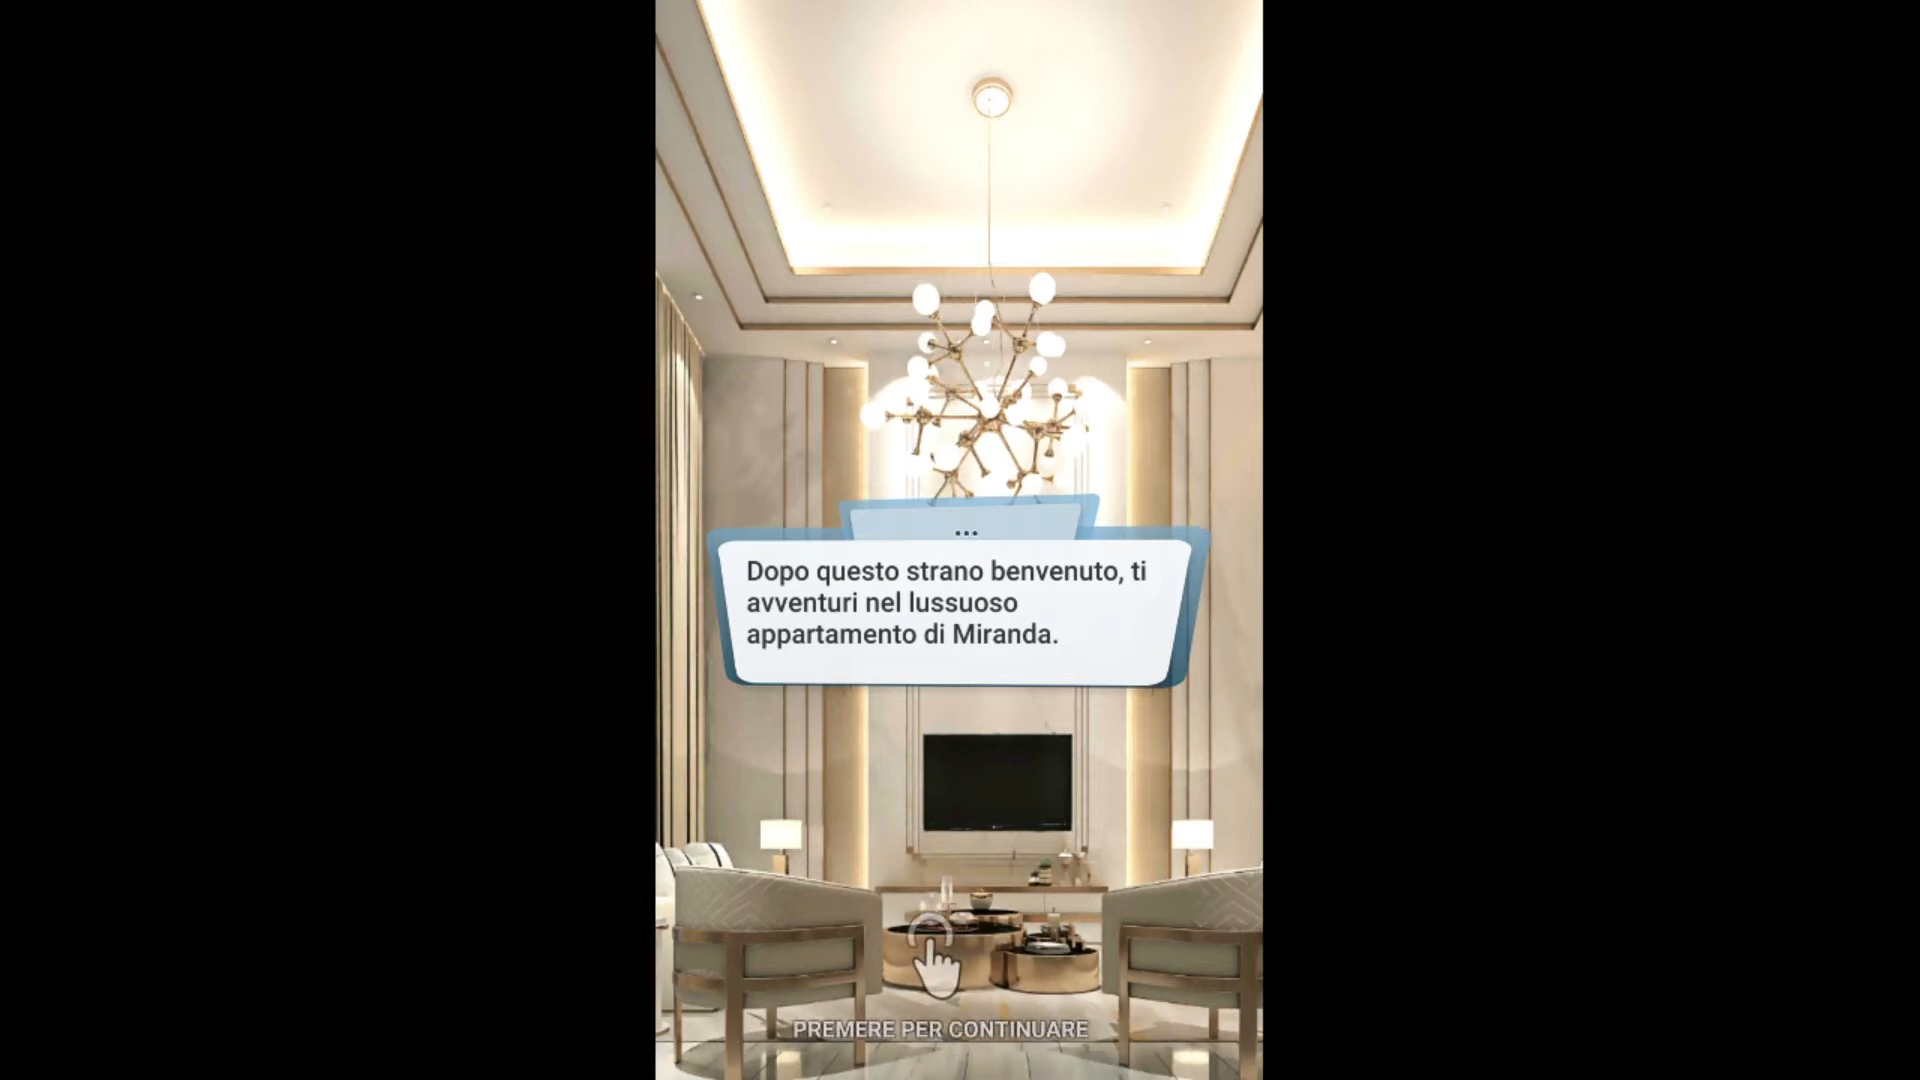 ...
Dopo questo strano benvenuto, ti
avventuri nel lussuoso
appartamento di Miranda.
PREMERE PER CONTINUARE